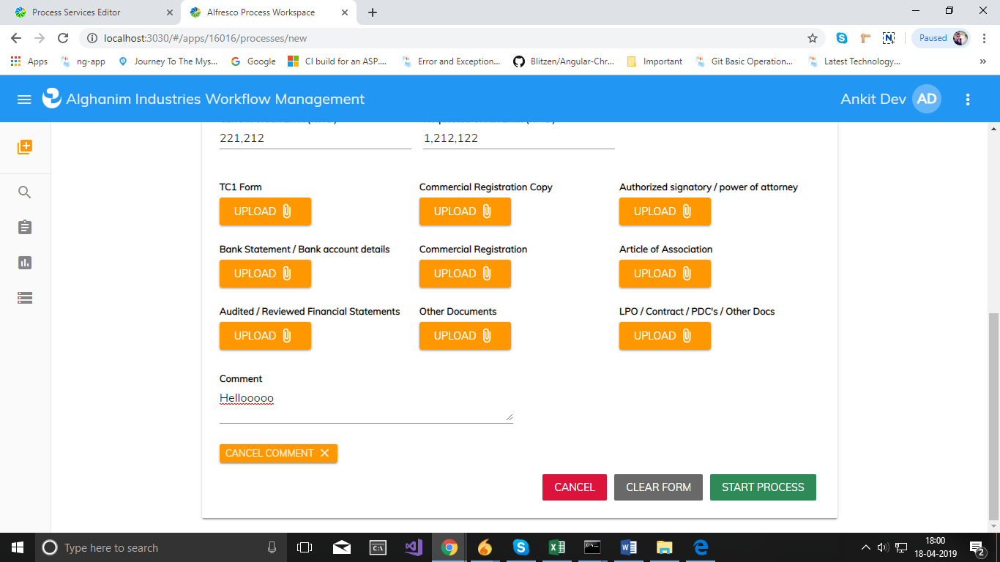 Process Services Editor
Alfresco Process Workspace
localhost:3030/#/apps/16016/processes/new
Paused
Apps
ng-app
Journey To The Mys...
Google
CI build for an ASP....
Error and Exception...
Blitzen/Angular-Chr...
Important
Git Basic Operation...
Latest Technology...
»
Alghanim Industries Workflow Management
Ankit Dev AD
221,212 1,212,122
TC1 Form Commercial Registration Copy Authorized signatory / power of attorney
UPLOAD UPLOAD UPLOAD
Bank Statement / Bank account details Commercial Registration Article of Association
UPLOAD UPLOAD UPLOAD
Audited / Reviewed Financial Statements Other Documents LPO / Contract / PDC's / Other Docs
UPLOAD UPLOAD UPLOAD
Comment
Hellooooo
CANCEL COMMENT
CANCEL CLEAR FORM START PROCESS
Type here to search
18:00
18-04-2019
2